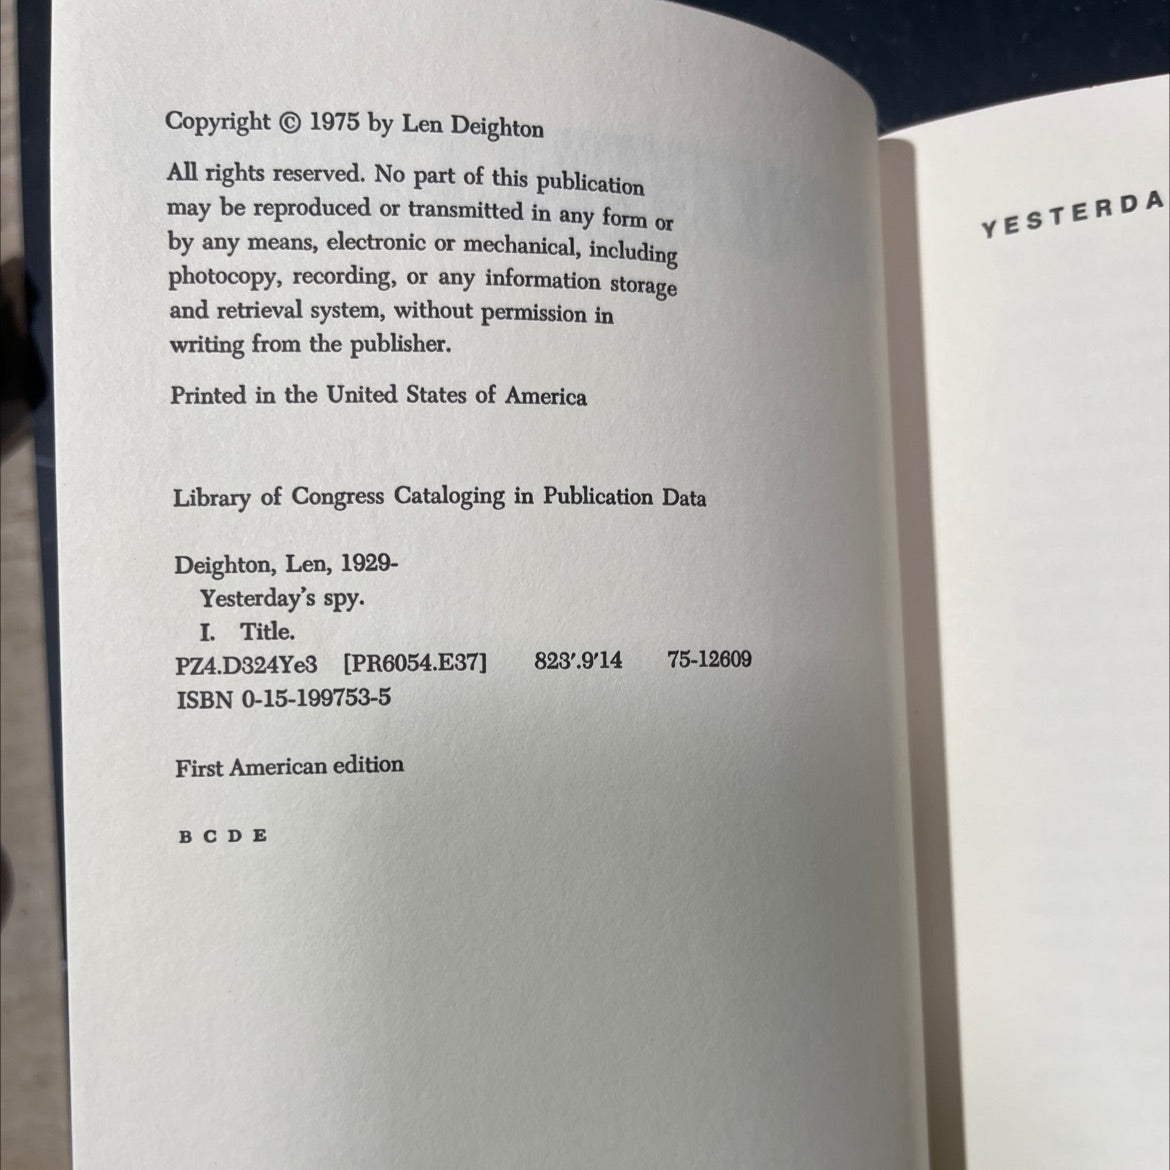 Copyright © 1975 by Len Deighton
All rights reserved. No part of this publication
may be reproduced or transmitted in any form or
by any means, electronic or mechanical, including
photocopy, recording, or any information storage
and retrieval system, without permission in
writing from the publisher.
Printed in the United States of America
Library of Congress Cataloging in Publication Data
Deighton, Len, 1929-
Yesterday's spy.
I. Title.
PZ4.D324Ye3 [PR6054.E37] 823'.9'14 75-12609
ISBN 0-15-199753-5
First American edition
B C D E
YESTERDA